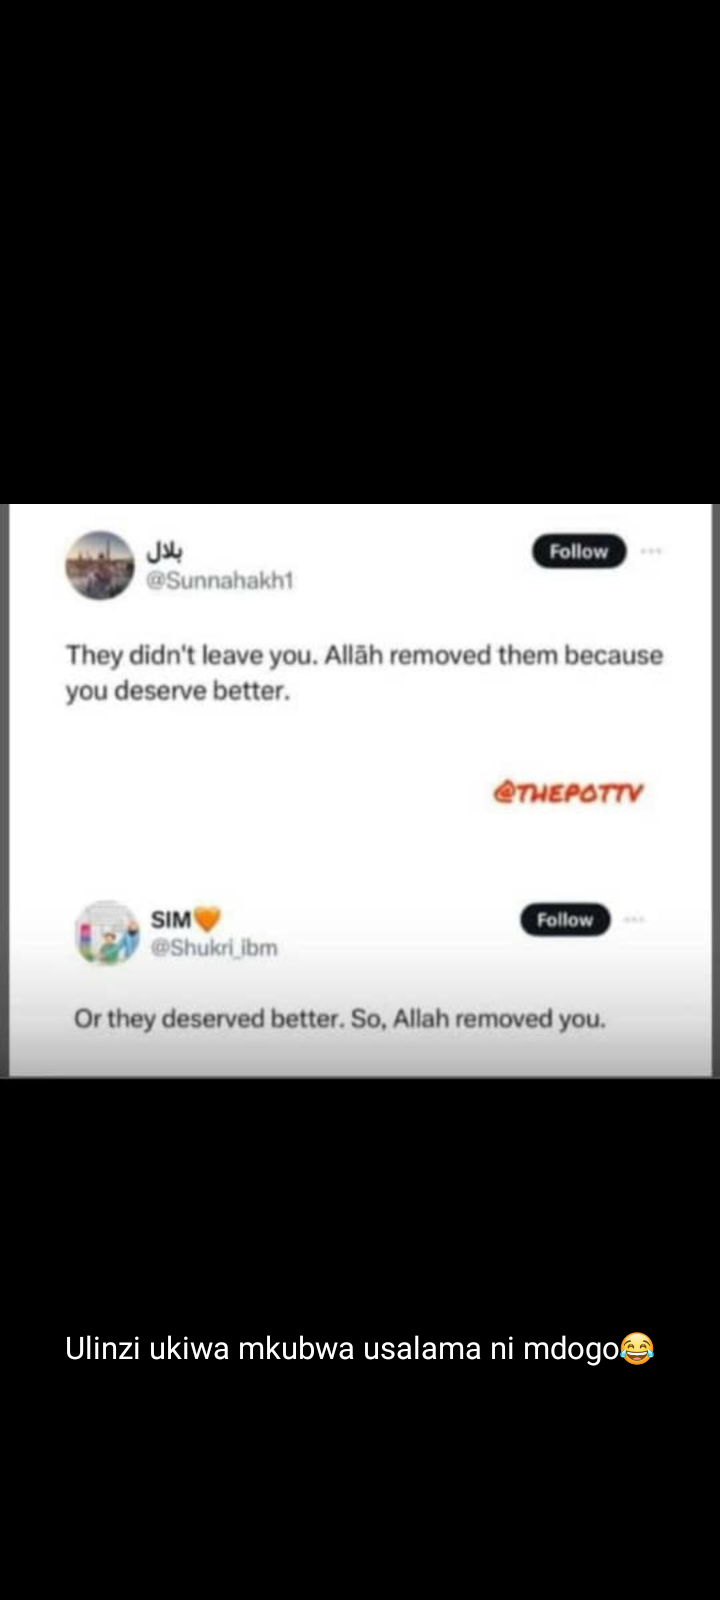 بلال
@Sunnahakh1
Follow
They didn't leave you. Allāh removed them because
you deserve better.
@THEPOTTV
SIM🧡
@Shukri_ibm
Follow
Or they deserved better. So, Allah removed you.
Ulinzi ukiwa mkubwa usalama ni mdogo😂